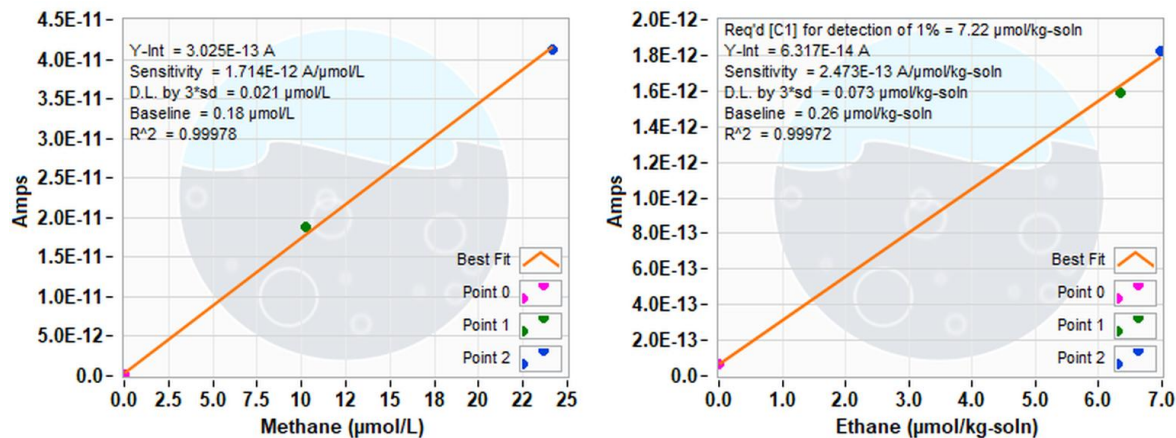 4.5E-11
4.0E-11
3.5E-11
3.0E-11
2.5E-11
2.0E-11
1.5E-11
1.0E-11
5.0E-12
0.0
Amps
Y-Int = 3.025E-13 A
Sensitivity = 1.714E-12 A/µmol/L
D.L. by 3*sd = 0.021 µmol/L
Baseline = 0.18 µmol/L
R^2 = 0.99978
Best Fit
Point 0
Point 1
Point 2
0.0 2.5 5.0 7.5 10 13 15 17 20 22 25
Methane (µmol/L)
2.0E-12
1.8E-12
1.6E-12
1.4E-12
1.2E-12
1.0E-12
8.0E-13
6.0E-13
4.0E-13
2.0E-13
0.0
Amps
Req'd [C1] for detection of 1% = 7.22 µmol/kg-soln
Y-Int = 6.317E-14 A
Sensitivity = 2.473E-13 A/µmol/kg-soln
D.L. by 3*sd = 0.073 µmol/kg-soln
Baseline = 0.26 µmol/kg-soln
R^2 = 0.99972
Best Fit
Point 0
Point 1
Point 2
0.0 1.0 2.0 3.0 4.0 5.0 6.0 7.0
Ethane (µmol/kg-soln)